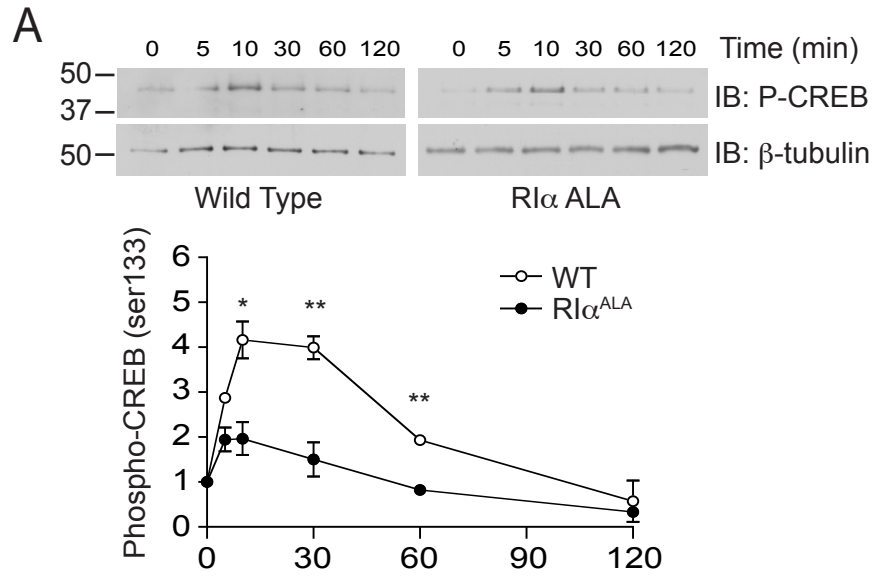 A
0 5 10 30 60 120 0 5 10 30 60 120 Time (min)
50
37
IB: P-CREB
50
IB: β-tubulin
Wild Type RIα ALA
Phospho-CREB (ser133)
6
5
4
3
2
1
0
* ** **
WT
RIα^ALA
0 30 60 90 120